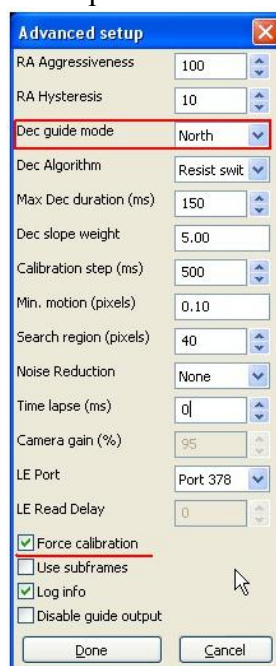 Advanced setup
RA Aggressiveness 100
RA Hysteresis 10
Dec guide mode North
Dec Algorithm Resist swit
Max Dec duration (ms) 150
Dec slope weight 5.00
Calibration step (ms) 500
Min. motion (pixels) 0.10
Search region (pixels) 40
Noise Reduction None
Time lapse (ms) 0
Camera gain (%) 95
LE Port Port 378
LE Read Delay 0
Force calibration
Use subframes
Log info
Disable guide output
Done Cancel